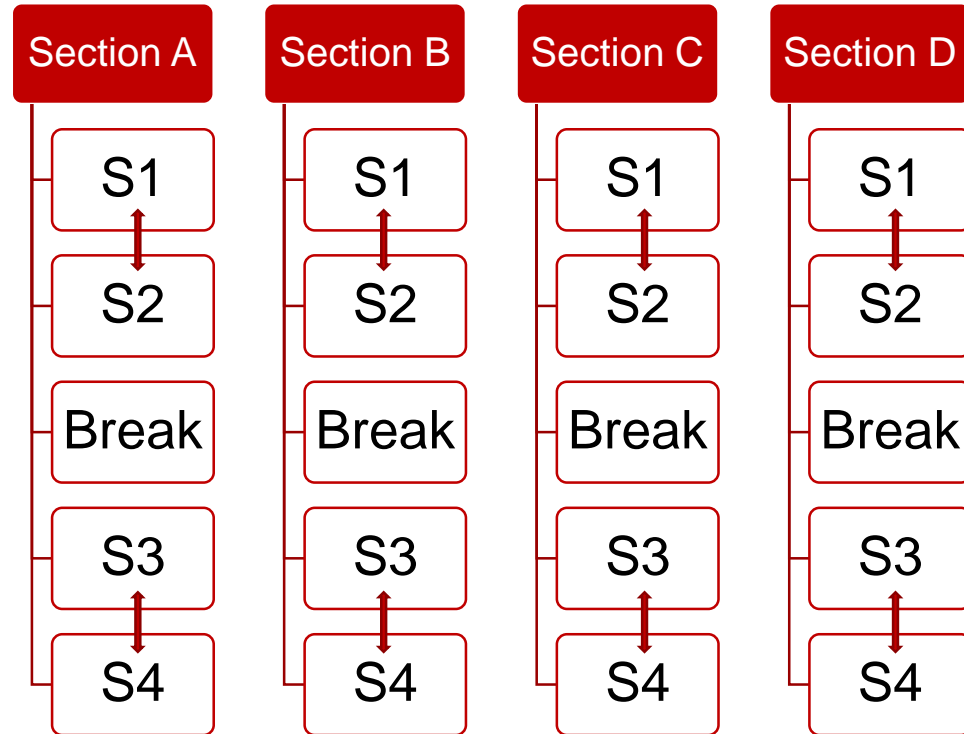 Section A
S1
S2
Break
S3
S4
Section B
S1
S2
Break
S3
S4
Section C
S1
S2
Break
S3
S4
Section D
S1
S2
Break
S3
S4